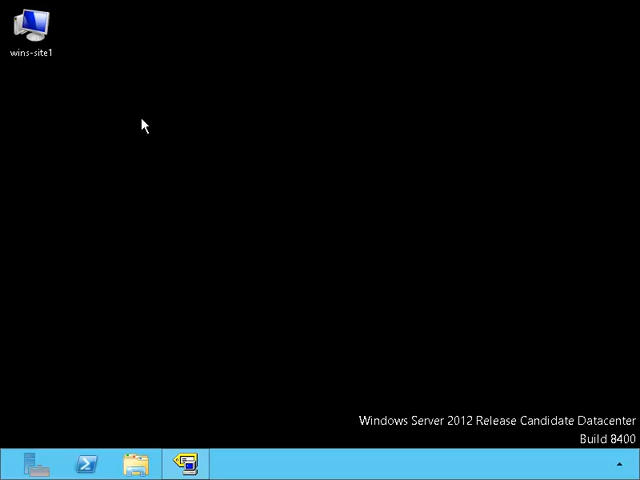 wins-site1
Windows Server 2012 Release Candidate Datacenter
Build 8400